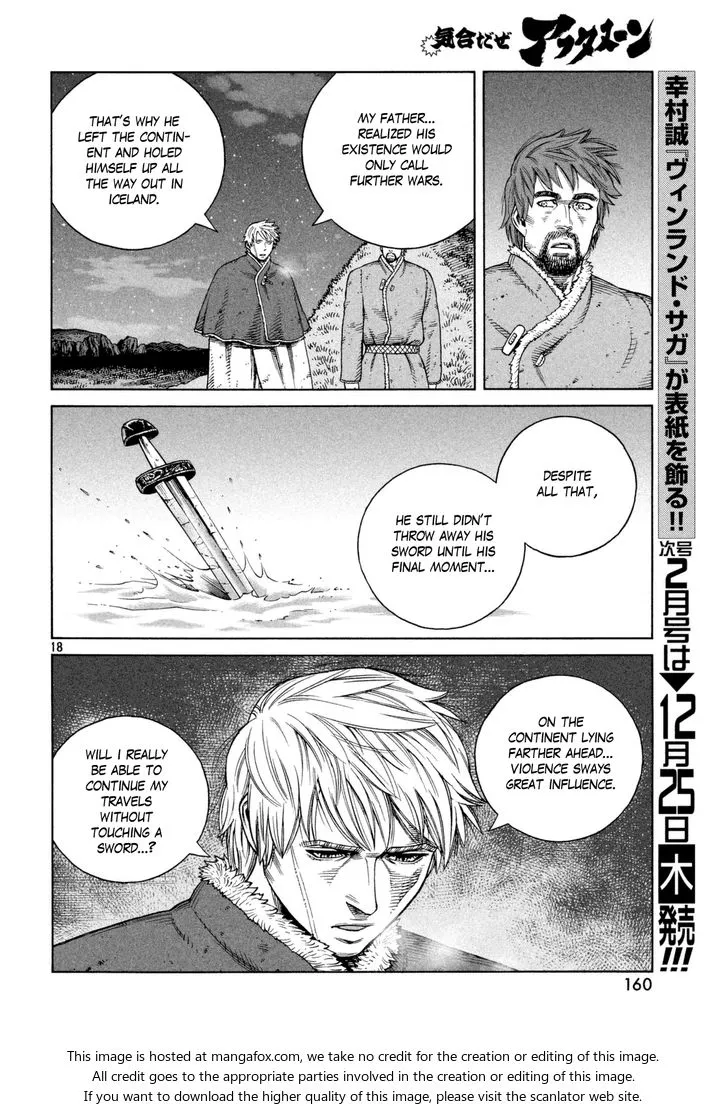 気合だぜ アフタヌーン
幸村誠『ヴィンランド・サガ』が表紙を飾る!!
次号2月号は▶12月25日木発売!!!
MY FATHER...
REALIZED HIS
EXISTENCE WOULD
ONLY CALL
FURTHER WARS.
THAT'S WHY HE
LEFT THE CONTIN-
ENT AND HOLED
HIMSELF UP ALL
THE WAY OUT IN
ICELAND.
DESPITE
ALL THAT,
HE STILL DIDN'T
THROW AWAY HIS
SWORD UNTIL HIS
FINAL MOMENT...
18
ON THE
CONTINENT LYING
FARTHER AHEAD...
VIOLENCE SWAYS
GREAT INFLUENCE.
WILL I REALLY
BE ABLE TO
CONTINUE MY
TRAVELS
WITHOUT
TOUCHING A
SWORD...?
160
This image is hosted at mangafox.com, we take no credit for the creation or editing of this image.
All credit goes to the appropriate parties involved in the creation or editing of this image.
If you want to download the higher quality of this image, please visit the scanlator web site.